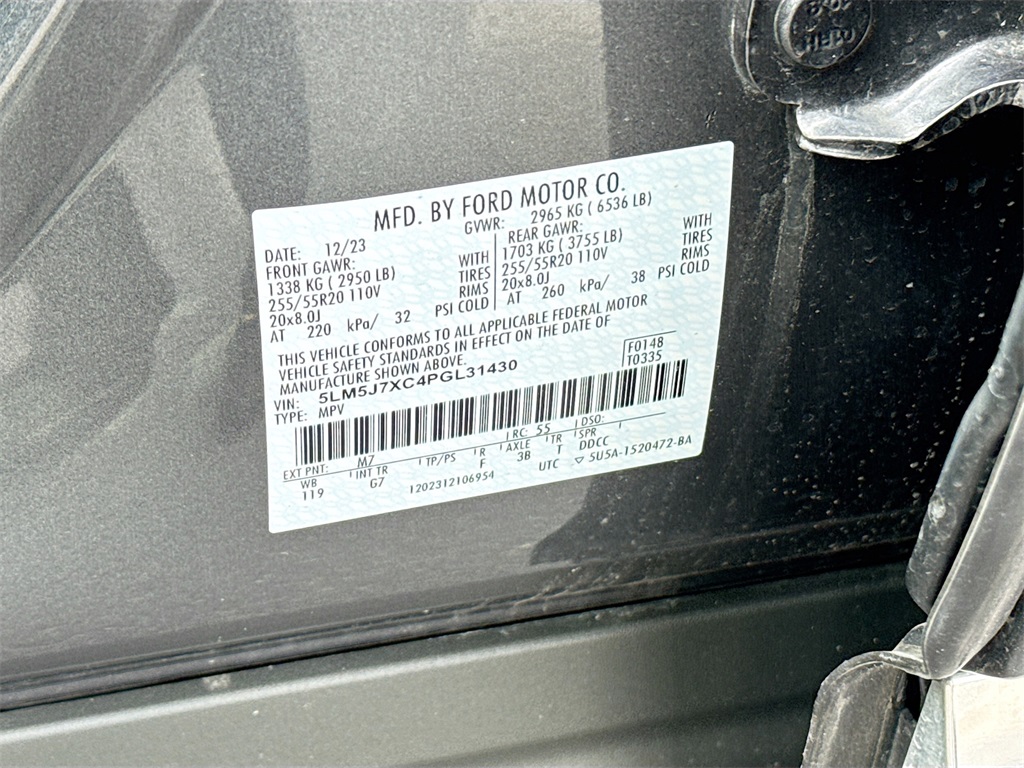 MFD. BY FORD MOTOR CO.
DATE: 12/23 GVWR: 2965 KG ( 6536 LB)
FRONT GAWR: WITH REAR GAWR: WITH
1338 KG ( 2950 LB) TIRES 1703 KG ( 3755 LB) TIRES
255/55R20 110V RIMS 255/55R20 110V RIMS
20x8.0J PSI COLD 20x8.0J PSI COLD
AT 220 kPa/ 32 AT 260 kPa/ 38
THIS VEHICLE CONFORMS TO ALL APPLICABLE FEDERAL MOTOR
VEHICLE SAFETY STANDARDS IN EFFECT ON THE DATE OF
MANUFACTURE SHOWN ABOVE.
VIN: 5LM5J7XC4PGL31430 F0148
TYPE: MPV T0335
EXT PNT: M7 RC: 55 DSO:
WB INT TR TP/PS R AXLE TR SPR
119 G7 F 3B T DDCC
1202312106954 UTC ▽ 5U5A-1520472-BA